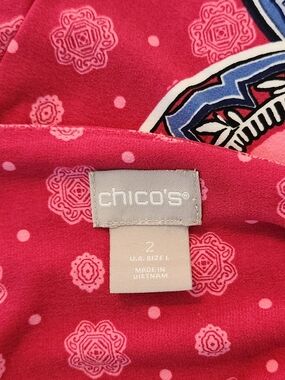 chico's®
2
U.S. SIZE L
MADE IN
VIETNAM